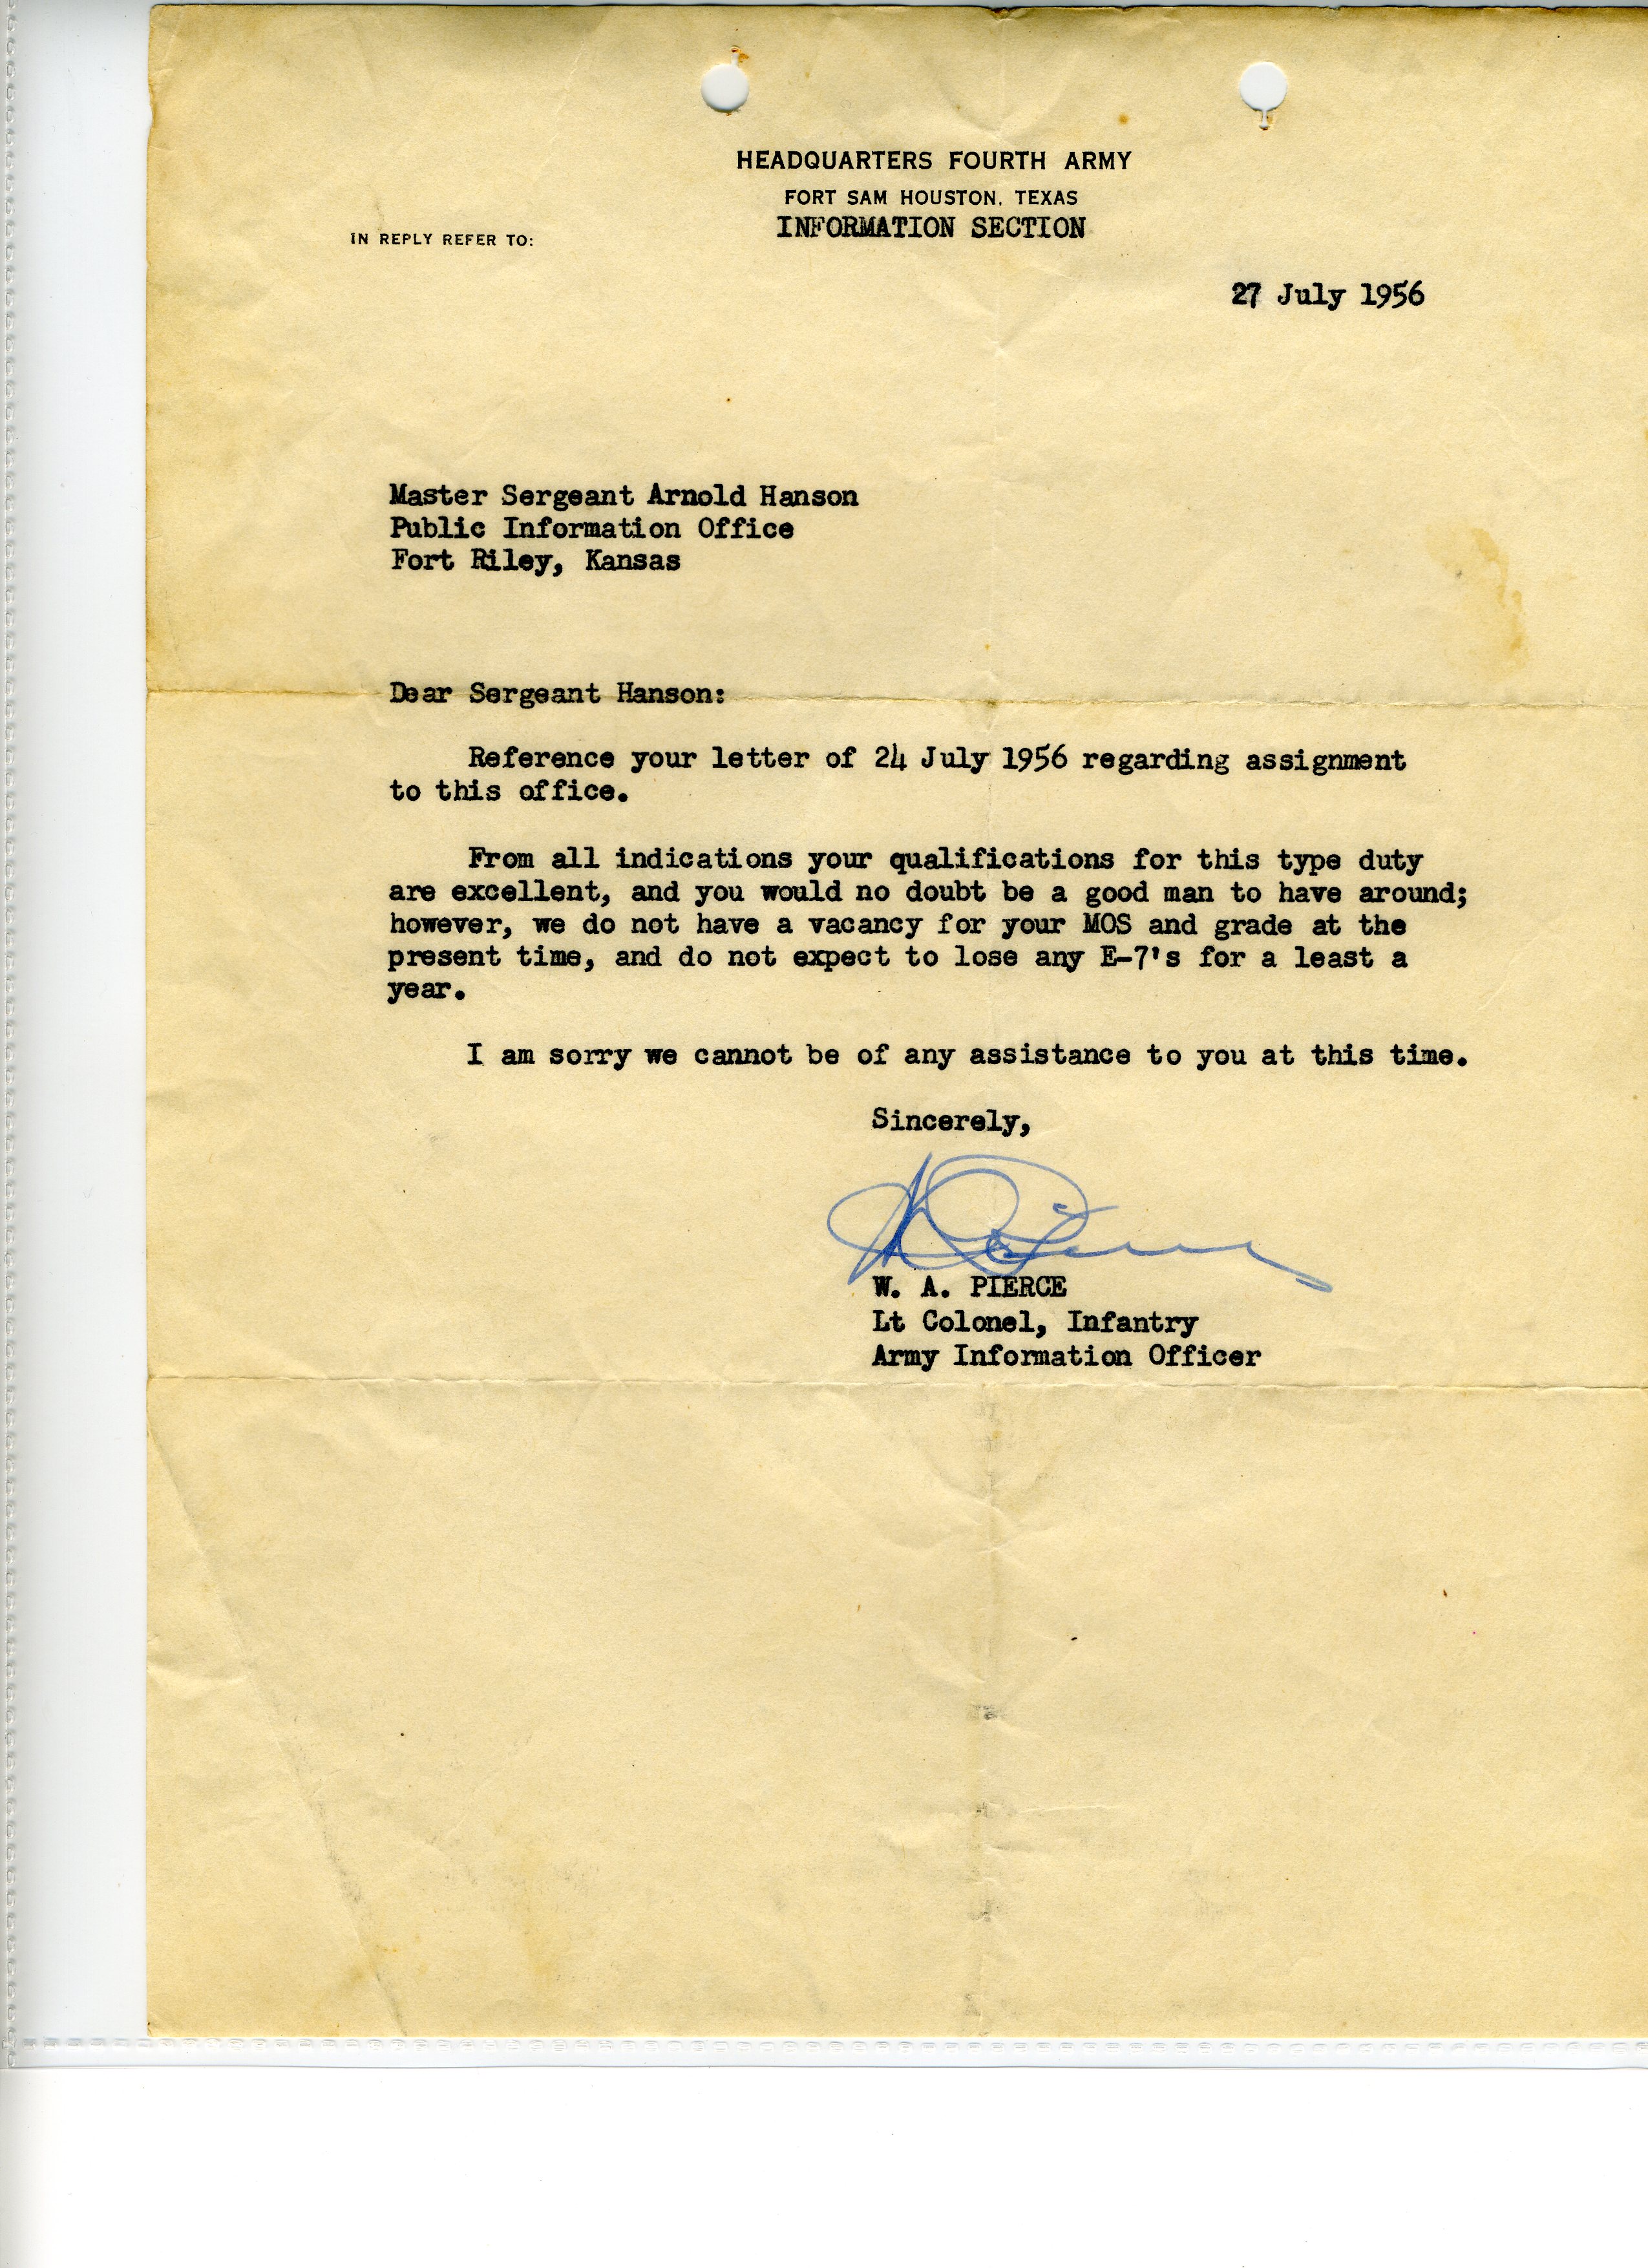 HEADQUARTERS FOURTH ARMY
FORT SAM HOUSTON, TEXAS
INFORMATION SECTION
IN REPLY REFER TO:
27 July 1956
Master Sergeant Arnold Hanson
Public Information Office
Fort Riley, Kansas
Dear Sergeant Hanson:
Reference your letter of 24 July 1956 regarding assignment
to this office.
From all indications your qualifications for this type duty
are excellent, and you would no doubt be a good man to have around;
however, we do not have a vacancy for your MOS and grade at the
present time, and do not expect to lose any E-7's for a least a
year.
I am sorry we cannot be of any assistance to you at this time.
Sincerely,
W. A. PIERCE
Lt Colonel, Infantry
Army Information Officer